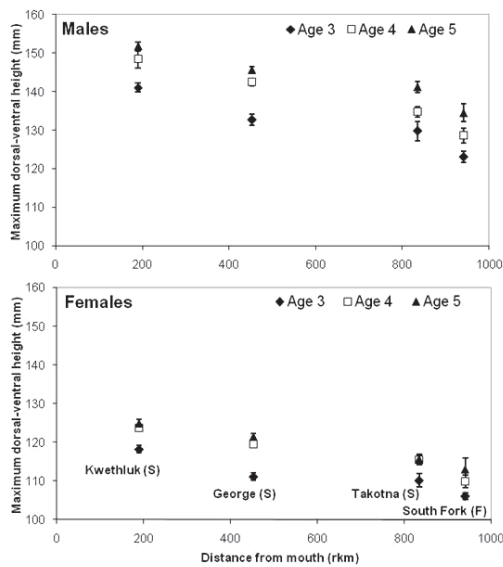 Males
◆ Age 3 □ Age 4 ▲ Age 5
Maximum dorsal-ventral height (mm)
160
150
140
130
120
110
100
0 200 400 600 800 1000
Females
◆ Age 3 □ Age 4 ▲ Age 5
Maximum dorsal-ventral height (mm)
160
150
140
130
120
110
100
Kwethluk (S)
George (S)
Takotna (S)
South Fork (F)
0 200 400 600 800 1000
Distance from mouth (rkm)